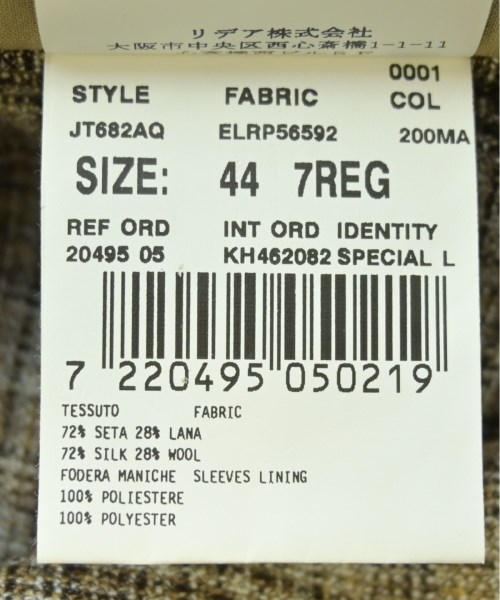 リデア株式会社
大阪市中央区西心斎橋1-1-11
0001
STYLE FABRIC COL
JT682AQ ELRP56592 200MA
SIZE: 44 7REG
REF ORD INT ORD IDENTITY
20495 05 KH462082 SPECIAL L
7 220495 050219
TESSUTO FABRIC
72% SETA 28% LANA
72% SILK 28% WOOL
FODERA MANICHE SLEEVES LINING
100% POLIESTERE
100% POLYESTER